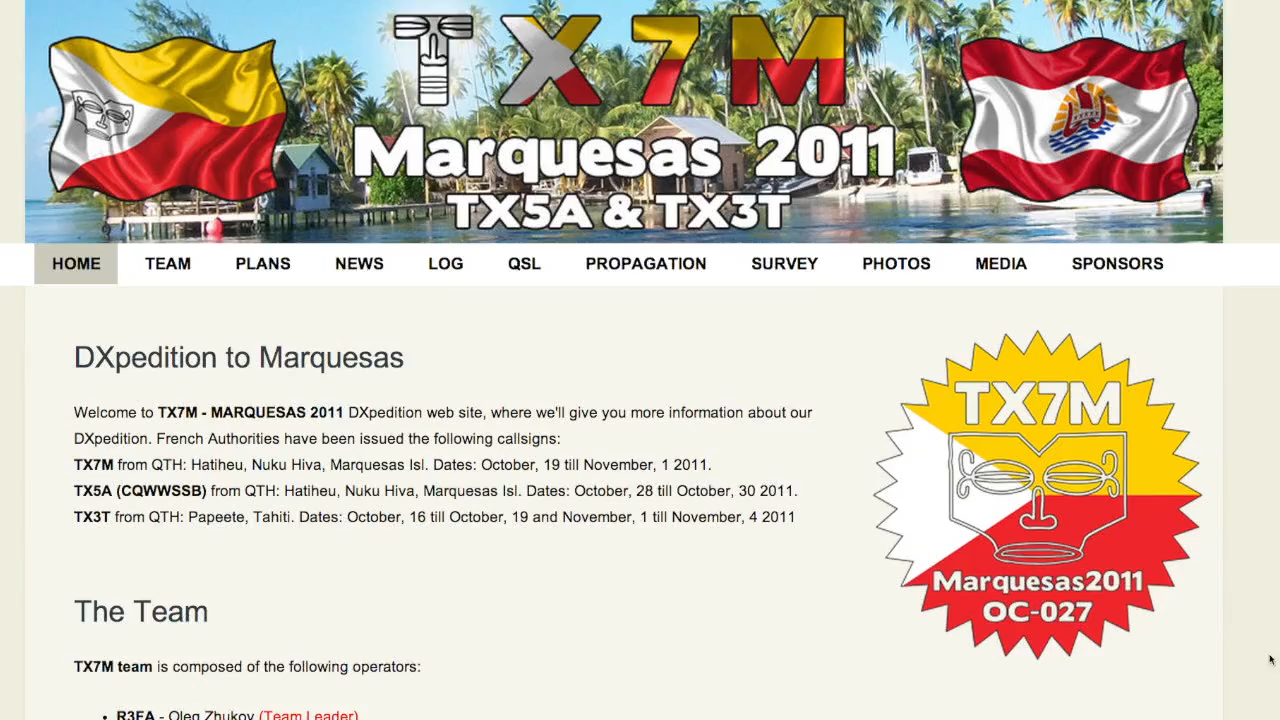 TX7M
Marquesas 2011
TX5A & TX3T
HOME TEAM PLANS NEWS LOG QSL PROPAGATION SURVEY PHOTOS MEDIA SPONSORS
DXpedition to Marquesas
Welcome to TX7M - MARQUESAS 2011 DXpedition web site, where we'll give you more information about our
DXpedition. French Authorities have been issued the following callsigns:
TX7M from QTH: Hatiheu, Nuku Hiva, Marquesas Isl. Dates: October, 19 till November, 1 2011.
TX5A (CQWWSSB) from QTH: Hatiheu, Nuku Hiva, Marquesas Isl. Dates: October, 28 till October, 30 2011.
TX3T from QTH: Papeete, Tahiti. Dates: October, 16 till October, 19 and November, 1 till November, 4 2011
TX7M
Marquesas2011
OC-027
The Team
TX7M team is composed of the following operators:
• R3FA - Oleg Zhukov (Team Leader)